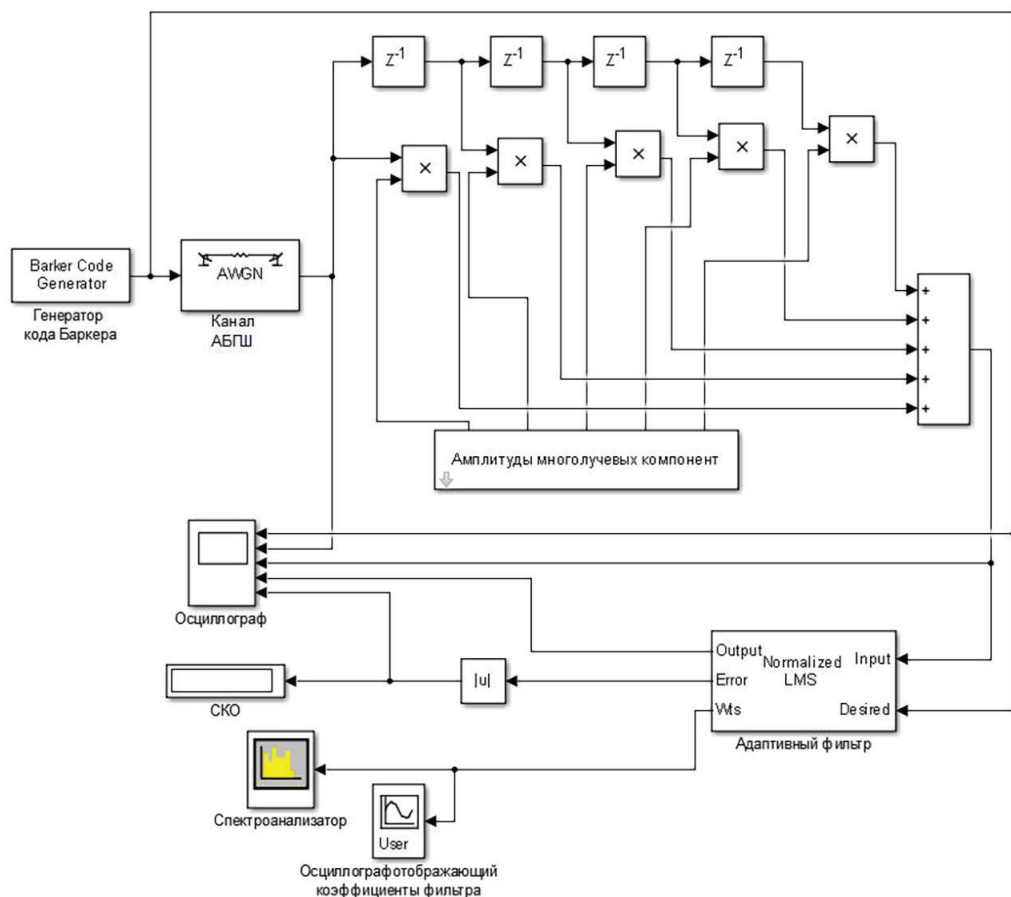 Z-1
Z-1
Z-1
Z-1
×
×
×
×
×
Barker Code
Generator
Генератор
кода Баркера
AWGN
Канал
АБГШ
+
+
+
+
+
Амплитуды многолучевых компонент
Осциллограф
СКО
|u|
Output
Error
Wts
Normalized
LMS
Input
Desired
Адаптивный фильтр
Спектроанализатор
User
Осциллографотображающий
коэффициенты фильтра